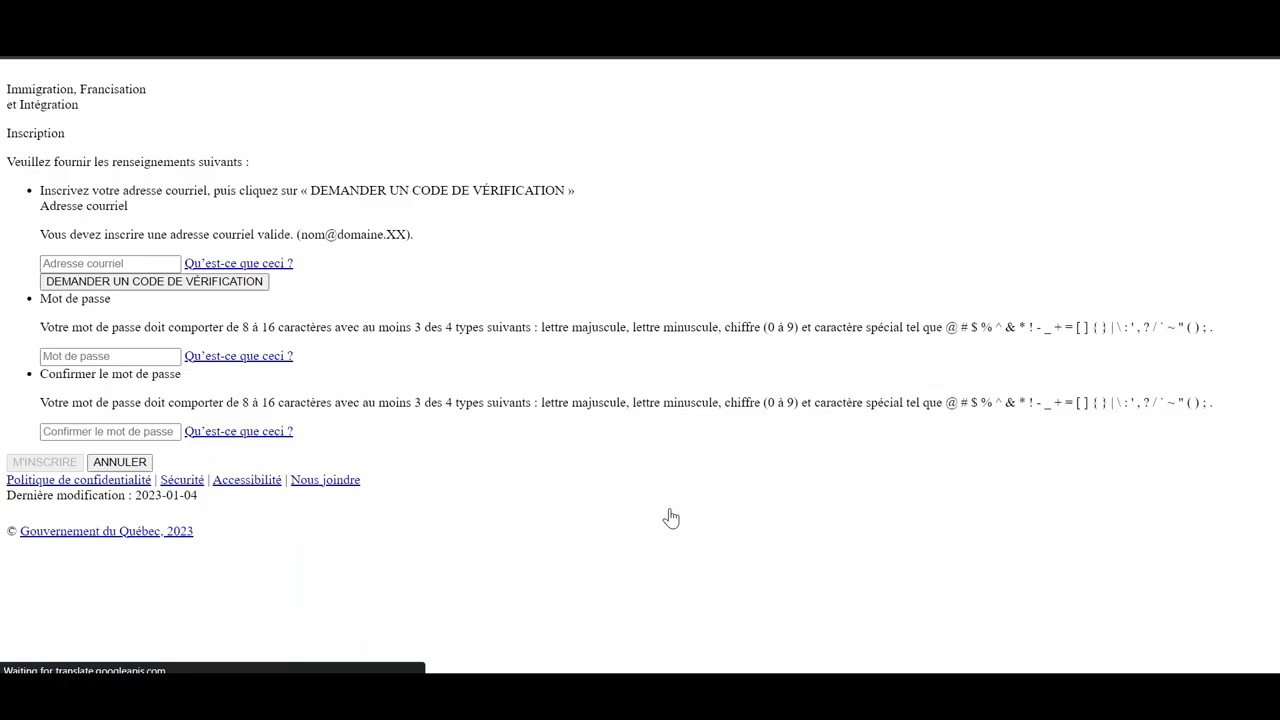 Immigration, Francisation
et Intégration
Inscription
Veuillez fournir les renseignements suivants :
Inscrivez votre adresse courriel, puis cliquez sur « DEMANDER UN CODE DE VÉRIFICATION »
Adresse courriel
Vous devez inscrire une adresse courriel valide. (nom@domaine.XX).
Adresse courriel Qu’est-ce que ceci ?
DEMANDER UN CODE DE VÉRIFICATION
Mot de passe
Votre mot de passe doit comporter de 8 à 16 caractères avec au moins 3 des 4 types suivants : lettre majuscule, lettre minuscule, chiffre (0 à 9) et caractère spécial tel que @ # $ % ^ & * ! - _ + = [ ] { } | \ : ' , ? / ` ~ " ( ) ; .
Mot de passe Qu’est-ce que ceci ?
Confirmer le mot de passe
Votre mot de passe doit comporter de 8 à 16 caractères avec au moins 3 des 4 types suivants : lettre majuscule, lettre minuscule, chiffre (0 à 9) et caractère spécial tel que @ # $ % ^ & * ! - _ + = [ ] { } | \ : ' , ? / ` ~ " ( ) ; .
Confirmer le mot de passe Qu’est-ce que ceci ?
M'INSCRIRE ANNULER
Politique de confidentialité | Sécurité | Accessibilité | Nous joindre
Dernière modification : 2023-01-04
© Gouvernement du Québec, 2023
Waiting for translate.googleapis.com